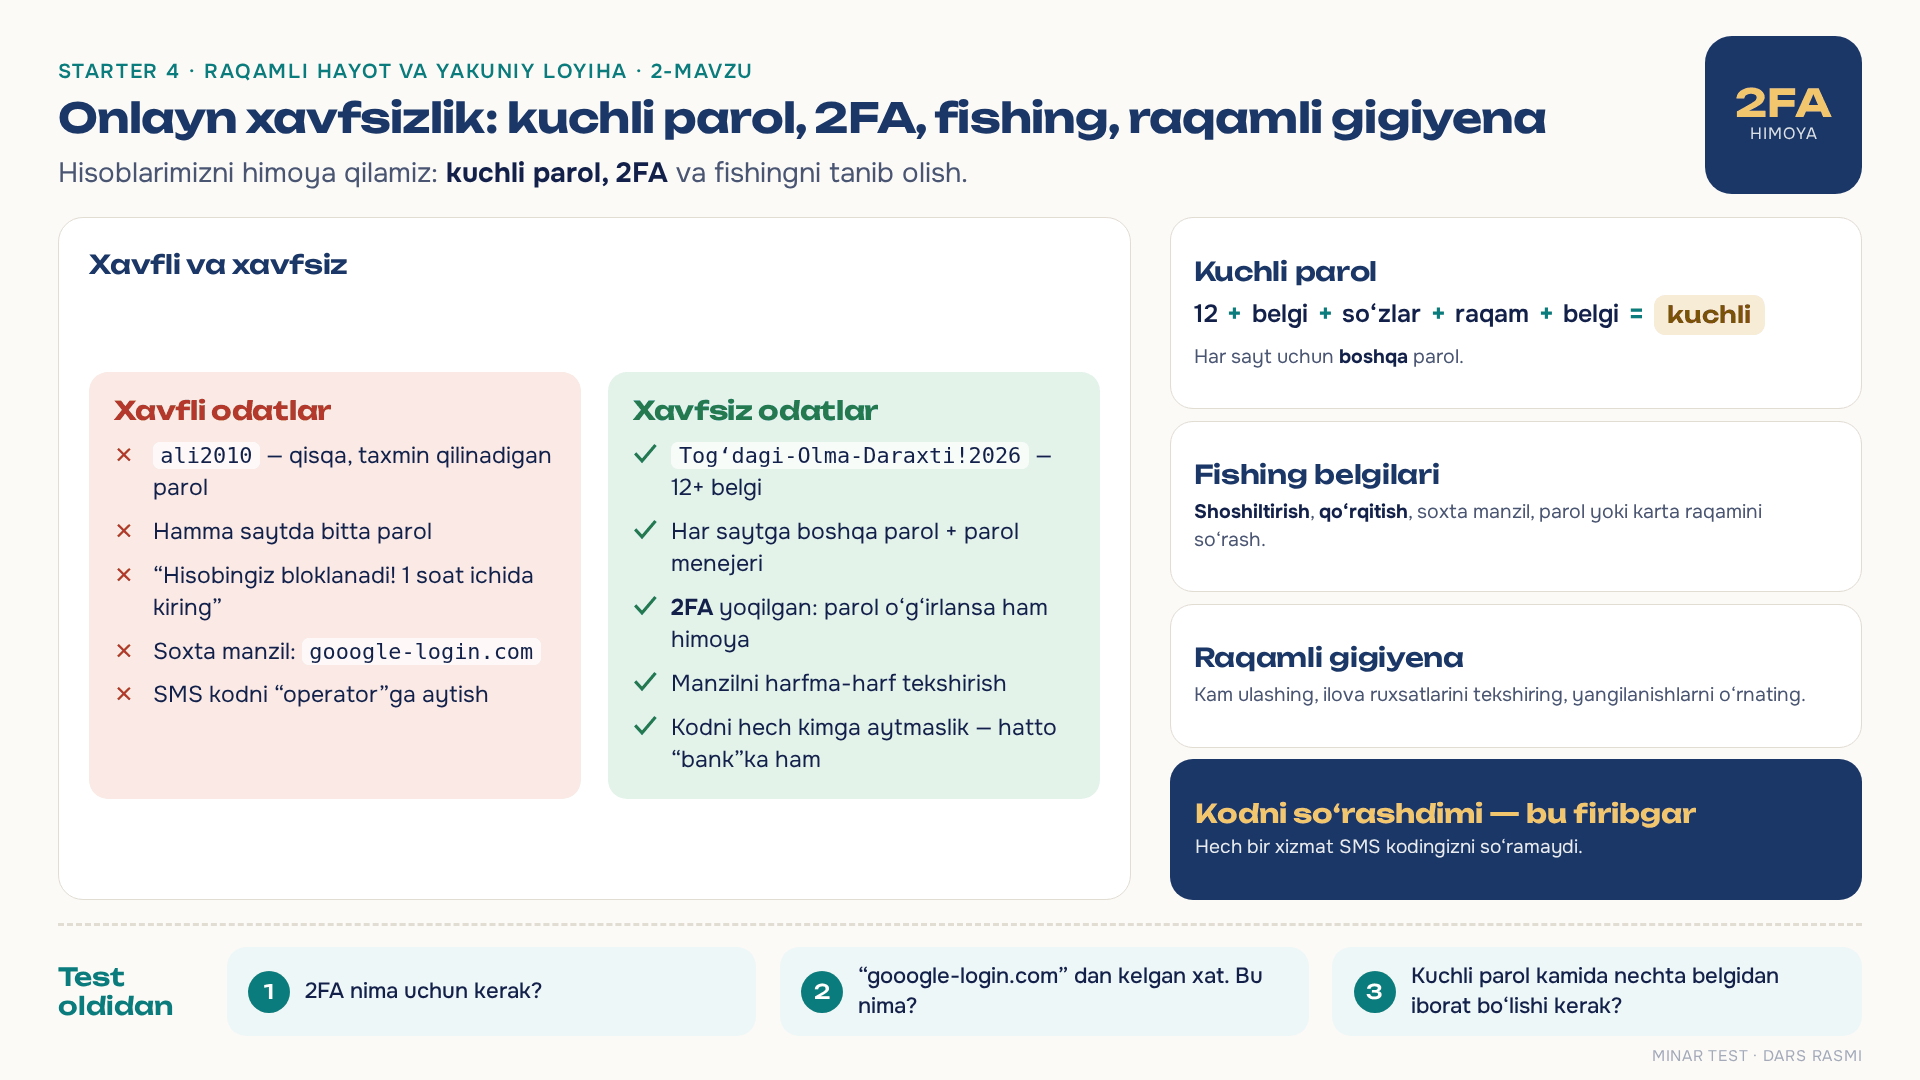 STARTER 4 · RAQAMLI HAYOT VA YAKUNIY LOYIHA · 2-MAVZU
Onlayn xavfsizlik: kuchli parol, 2FA, fishing, raqamli gigiyena
Hisoblarimizni himoya qilamiz: kuchli parol, 2FA va fishingni tanib olish.
2FA
HIMOYA
Xavfli va xavfsiz
Xavfli odatlar
✕ ali2010 — qisqa, taxmin qilinadigan
parol
✕ Hamma saytda bitta parol
✕ “Hisobingiz bloklanadi! 1 soat ichida
kiring”
✕ Soxta manzil: gooogle-login.com
✕ SMS kodni “operator”ga aytish
Xavfsiz odatlar
✓ Tog‘dagi-Olma-Daraxti!2026 —
12+ belgi
✓ Har saytga boshqa parol + parol
menejeri
✓ 2FA yoqilgan: parol o‘g‘irlansa ham
himoya
✓ Manzilni harfma-harf tekshirish
✓ Kodni hech kimga aytmaslik — hatto
“bank”ka ham
Kuchli parol
12 + belgi + so‘zlar + raqam + belgi = kuchli
Har sayt uchun boshqa parol.
Fishing belgilari
Shoshiltirish, qo‘rqitish, soxta manzil, parol yoki karta raqamini
so‘rash.
Raqamli gigiyena
Kam ulashing, ilova ruxsatlarini tekshiring, yangilanishlarni o‘rnating.
Kodni so‘rashdimi — bu firibgar
Hech bir xizmat SMS kodingizni so‘ramaydi.
Test
oldidan
1 2FA nima uchun kerak?
2 “gooogle-login.com” dan kelgan xat. Bu
nima?
3 Kuchli parol kamida nechta belgidan
iborat bo‘lishi kerak?
MINAR TEST · DARS RASMI